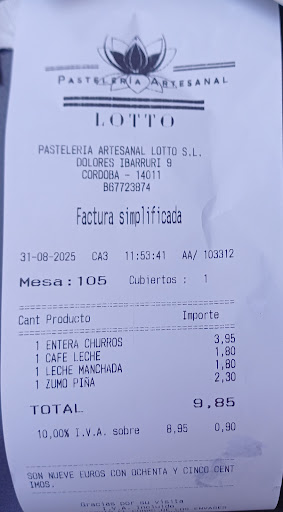 PASTELERIA ARTESANAL
LOTTO
PASTELERIA ARTESANAL LOTTO S.L.
DOLORES IBARRURI 9
CORDOBA - 14011
B67723874
Factura simplificada
31-08-2025 CA3 11:53:41 AA/ 103312
Mesa: 105 Cubiertos : 1
Cant Producto Importe
1 ENTERA CHURROS 3,95
1 CAFE LECHE 1,80
1 LECHE MANCHADA 1,80
1 ZUMO PIÑA 2,30
TOTAL 9,85
10,00% I.V.A. sobre 8,95 0,90
SON NUEVE EUROS CON OCHENTA Y CINCO CENT
IMOS.
Gracias por su visita
I.V.A. incluido